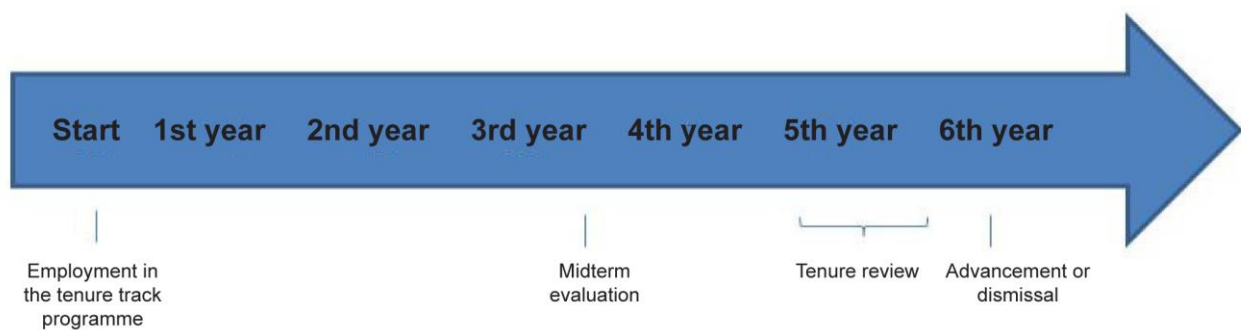 Start 1st year 2nd year 3rd year 4th year 5th year 6th year
Employment in
the tenure track
programme
Midterm
evaluation
Tenure review
Advancement or
dismissal